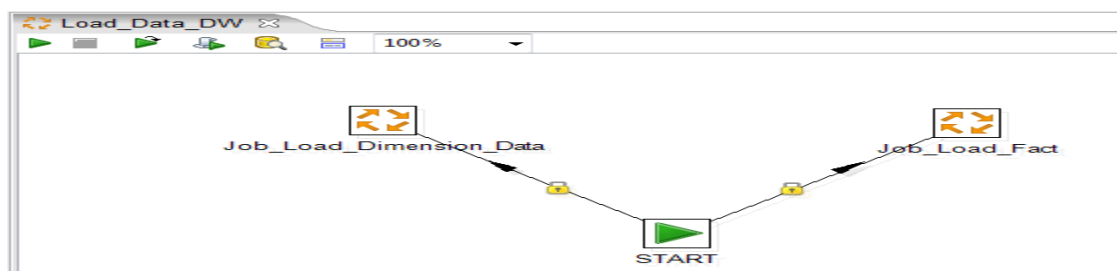 Load_Data_DW
100%
Job_Load_Dimension_Data
Job_Load_Fact
START